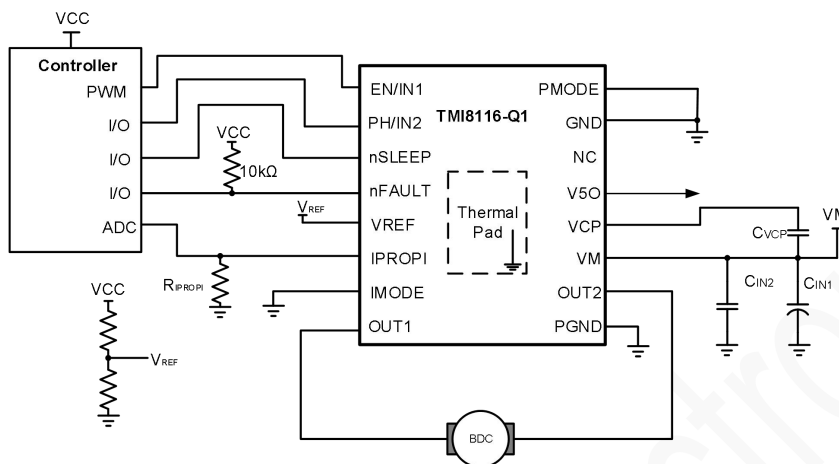 VCC
Controller
PWM
I/O
I/O
I/O
ADC
VCC
10kΩ
VREF
RIPROPI
VCC
VREF
TMI8116-Q1
EN/IN1
PH/IN2
nSLEEP
nFAULT
VREF
IPROPI
IMODE
OUT1
Thermal
Pad
PMODE
GND
NC
V5O
VCP
VM
OUT2
PGND
CVCP
VM
CIN2
CIN1
BDC